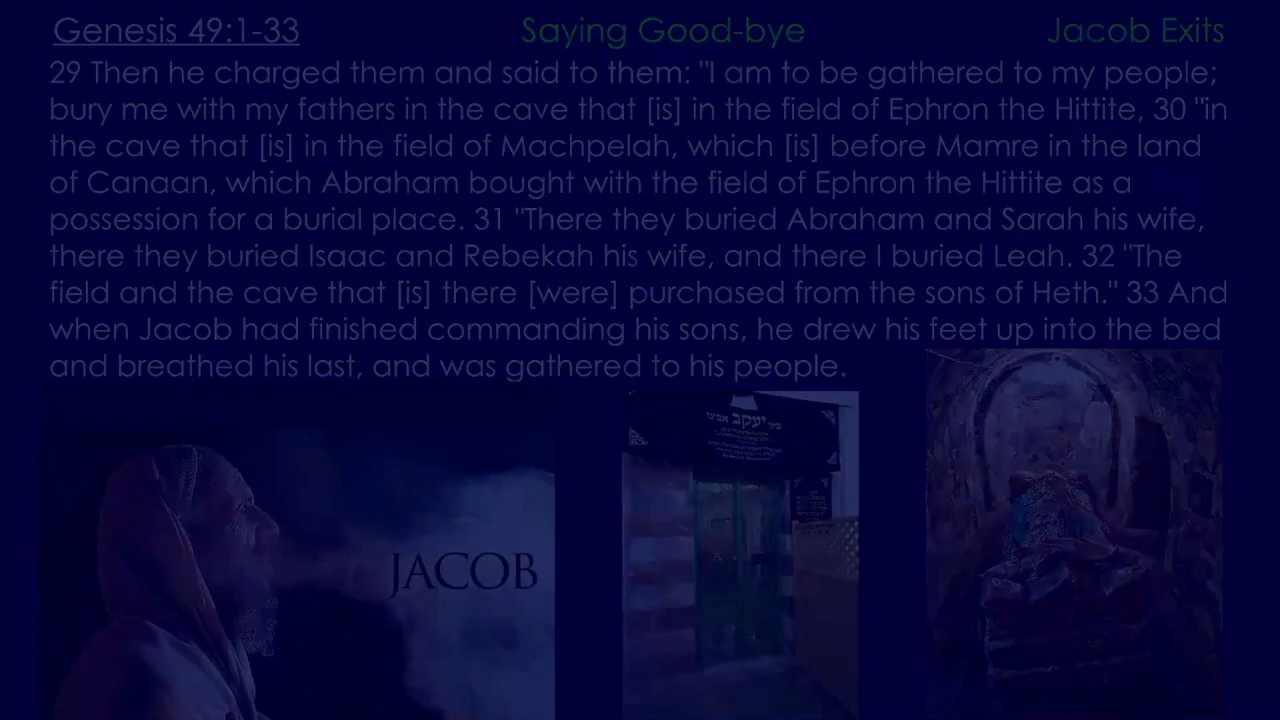 Genesis 49:1-33 Saying Good-bye Jacob Exits
29 Then he charged them and said to them: "I am to be gathered to my people;
bury me with my fathers in the cave that [is] in the field of Ephron the Hittite, 30 "in
the cave that [is] in the field of Machpelah, which [is] before Mamre in the land
of Canaan, which Abraham bought with the field of Ephron the Hittite as a
possession for a burial place. 31 "There they buried Abraham and Sarah his wife,
there they buried Isaac and Rebekah his wife, and there I buried Leah. 32 "The
field and the cave that [is] there [were] purchased from the sons of Heth." 33 And
when Jacob had finished commanding his sons, he drew his feet up into the bed
and breathed his last, and was gathered to his people.
JACOB
יעקב אבינו